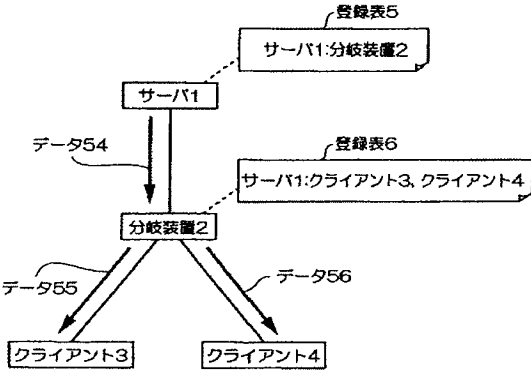 登録表5
サーバ1:分岐装置2
サーバ1
データ54
登録表6
サーバ1:クライアント3、クライアント4
分岐装置2
データ55
データ56
クライアント3
クライアント4